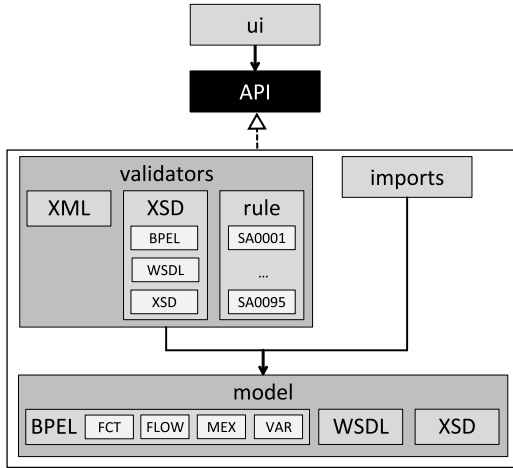 ui
API
validators
imports
XML
XSD
rule
BPEL
SA0001
WSDL
...
XSD
SA0095
model
BPEL FCT FLOW MEX VAR WSDL XSD